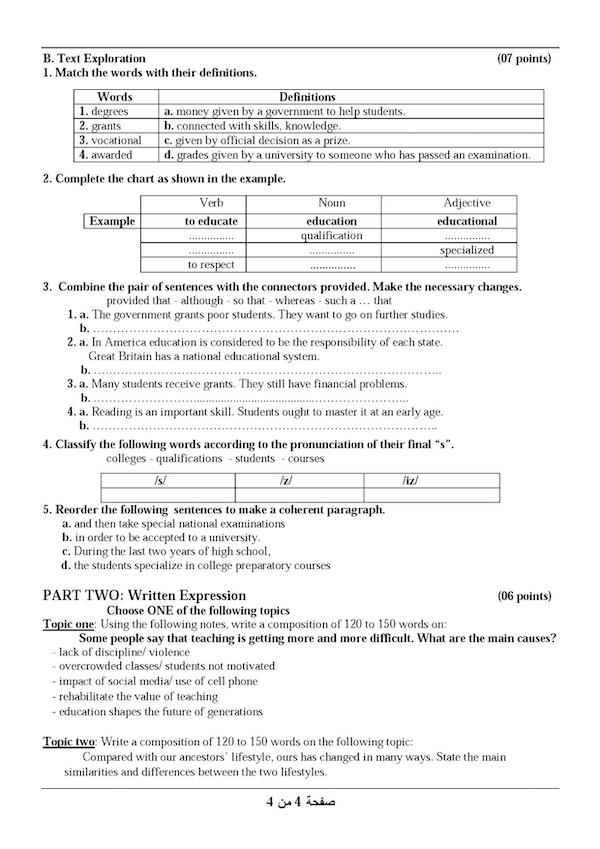 B. Text Exploration (07 points)
1. Match the words with their definitions.
Words Definitions
1. degrees a. money given by a government to help students.
2. grants b. connected with skills, knowledge.
3. vocational c. given by official decision as a prize.
4. awarded d. grades given by a university to someone who has passed an examination.
2. Complete the chart as shown in the example.
Verb Noun Adjective
Example to educate education educational
............... qualification ...............
............... ............... specialized
to respect ............... ...............
3. Combine the pair of sentences with the connectors provided. Make the necessary changes.
provided that - although - so that - whereas - such a … that
1. a. The government grants poor students. They want to go on further studies.
b. ……………………………………………………………………………
2. a. In America education is considered to be the responsibility of each state.
Great Britain has a national educational system.
b. ………………………………………………………………………..
3. a. Many students receive grants. They still have financial problems.
b. ……………………............................................………………..
4. a. Reading is an important skill. Students ought to master it at an early age.
b. ………………………………………………………………………..
4. Classify the following words according to the pronunciation of their final “s”.
colleges - qualifications - students - courses
/s/ /z/ /iz/
5. Reorder the following sentences to make a coherent paragraph.
a. and then take special national examinations
b. in order to be accepted to a university.
c. During the last two years of high school,
d. the students specialize in college preparatory courses
PART TWO: Written Expression (06 points)
Choose ONE of the following topics
Topic one: Using the following notes, write a composition of 120 to 150 words on:
Some people say that teaching is getting more and more difficult. What are the main causes?
- lack of discipline/ violence
- overcrowded classes/ students not motivated
- impact of social media/ use of cell phone
- rehabilitate the value of teaching
- education shapes the future of generations
Topic two: Write a composition of 120 to 150 words on the following topic:
Compared with our ancestors’ lifestyle, ours has changed in many ways. State the main
similarities and differences between the two lifestyles.
صفحة 4 من 4